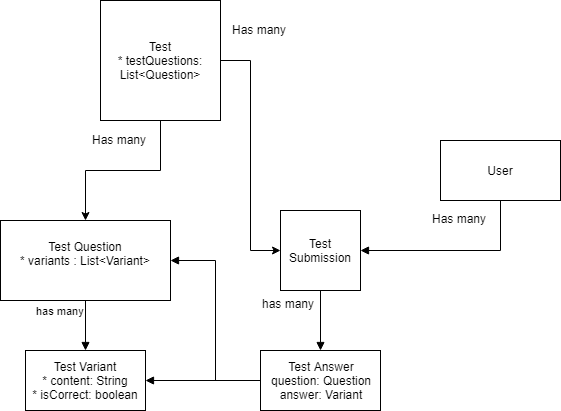 Has many
Test
* testQuestions:
List<Question>
Has many
User
Has many
Test Question
* variants : List<Variant>
Test
Submission
has many
has many
Test Variant
* content: String
* isCorrect: boolean
Test Answer
question: Question
answer: Variant